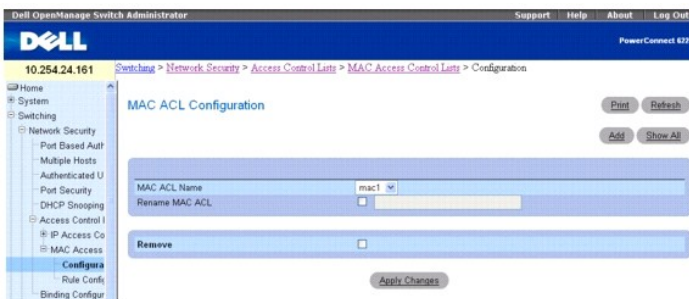 Dell OpenManage Switch Administrator
Support Help About Log Out
DELL
PowerConnect 622
10.254.24.161
Switching > Network Security > Access Control Lists > MAC Access Control Lists > Configuration
Home
System
Switching
Network Security
Port Based Auth
Multiple Hosts
Authenticated U
Port Security
DHCP Snooping
Access Control l
IP Access Co
MAC Access
Configura
Rule Config
Binding Configur
MAC ACL Configuration
Print Refresh
Add Show All
MAC ACL Name mac1
Rename MAC ACL
Remove
Apply Changes